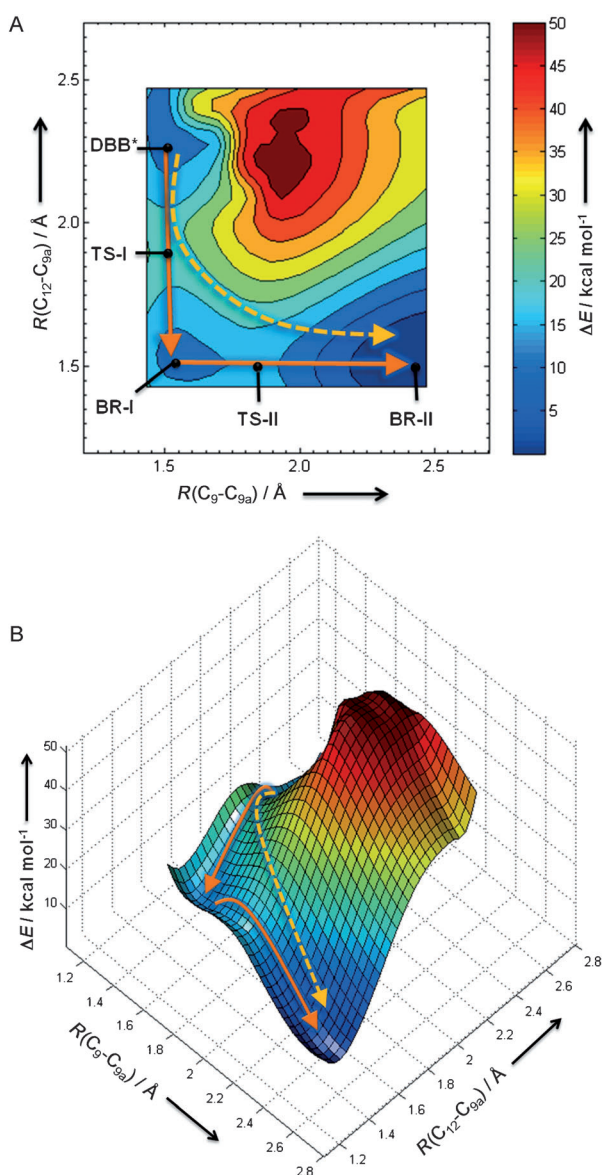 A
R(C₁₂-C₉ₐ) / Å
2.5
2.0
1.5
DBB*
TS-I
BR-I
TS-II
BR-II
1.5 2.0 2.5
R(C₉-C₉ₐ) / Å
50
45
40
35
30
25
20
15
10
5
ΔE / kcal mol⁻¹
B
50
40
30
20
10
ΔE / kcal mol⁻¹
1.2
1.4
1.6
1.8
2
2.2
2.4
2.6
2.8
R(C₉-C₉ₐ) / Å
1.2
1.4
1.6
1.8
2
2.2
2.4
2.6
2.8
R(C₁₂-C₉ₐ) / Å